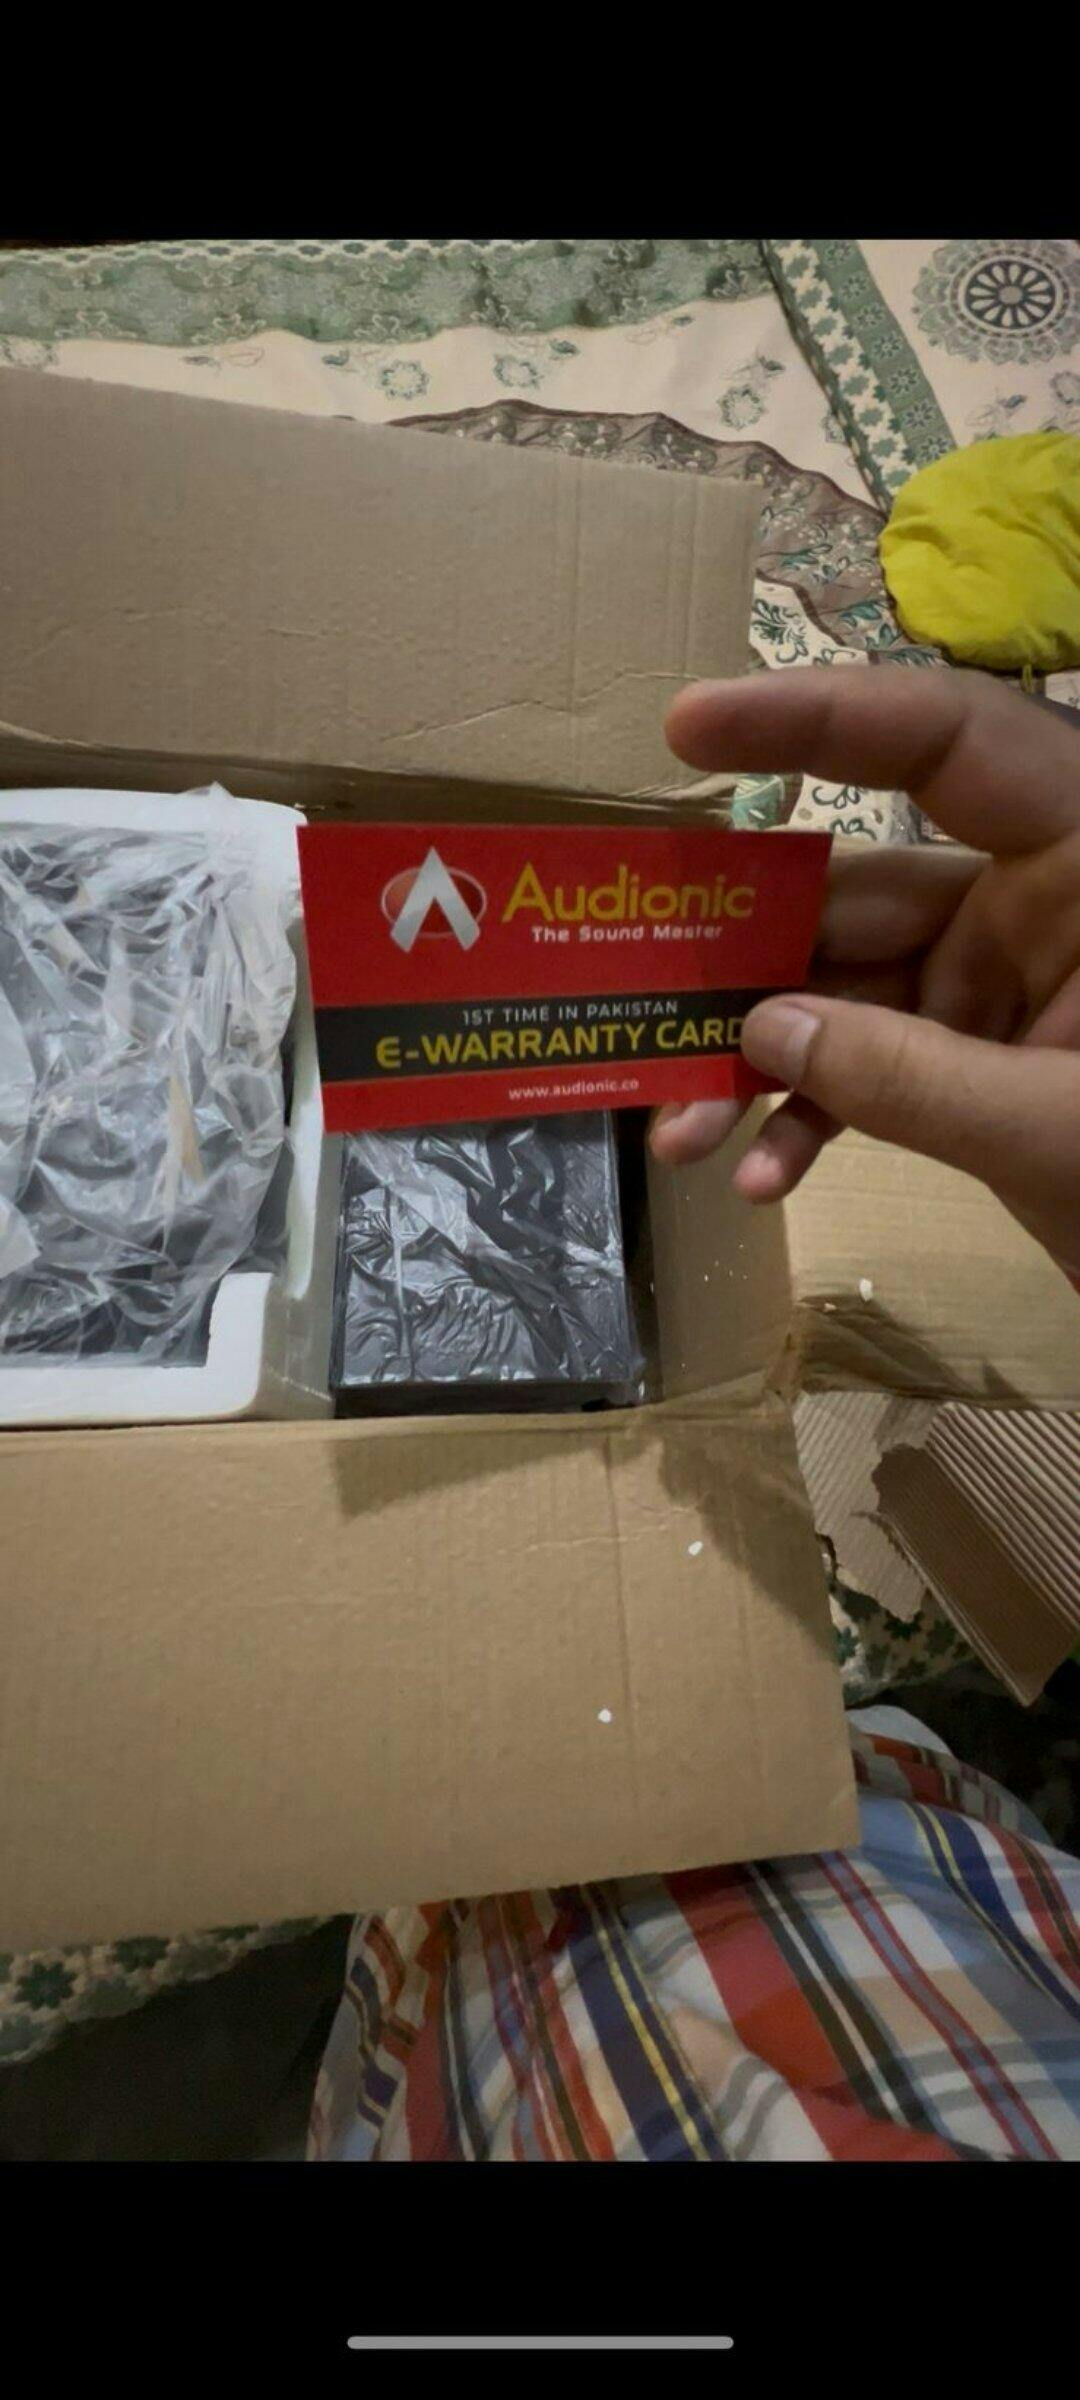 Audionic
The Sound Master
1ST TIME IN PAKISTAN
E-WARRANTY CARD
www.audionic.co